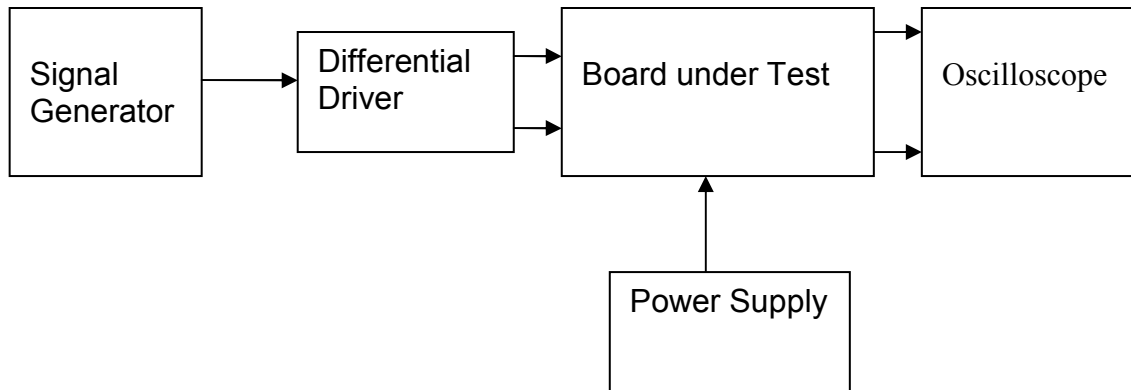 Signal
Generator
Differential
Driver
Board under Test
Oscilloscope
Power Supply